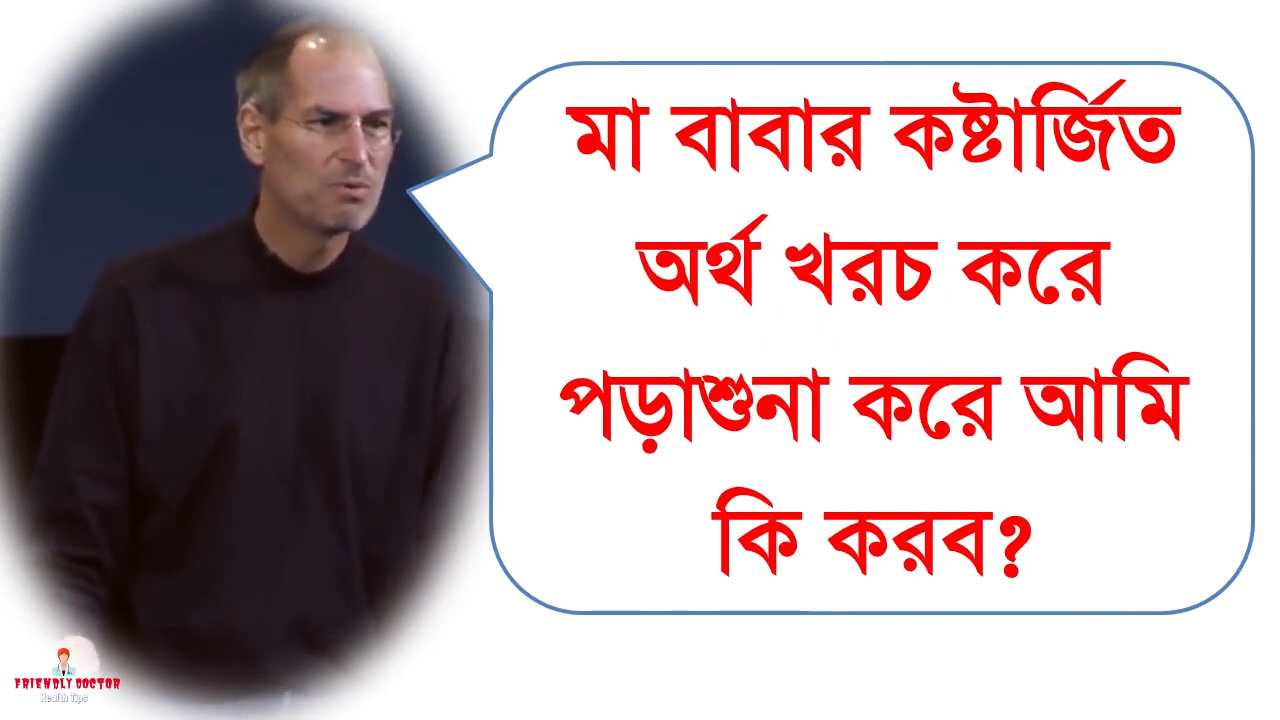 মা বাবার কষ্টার্জিত
অর্থ খরচ করে
পড়াশুনা করে আমি
কি করব?
FRIENDLY DOCTOR
Health Tips